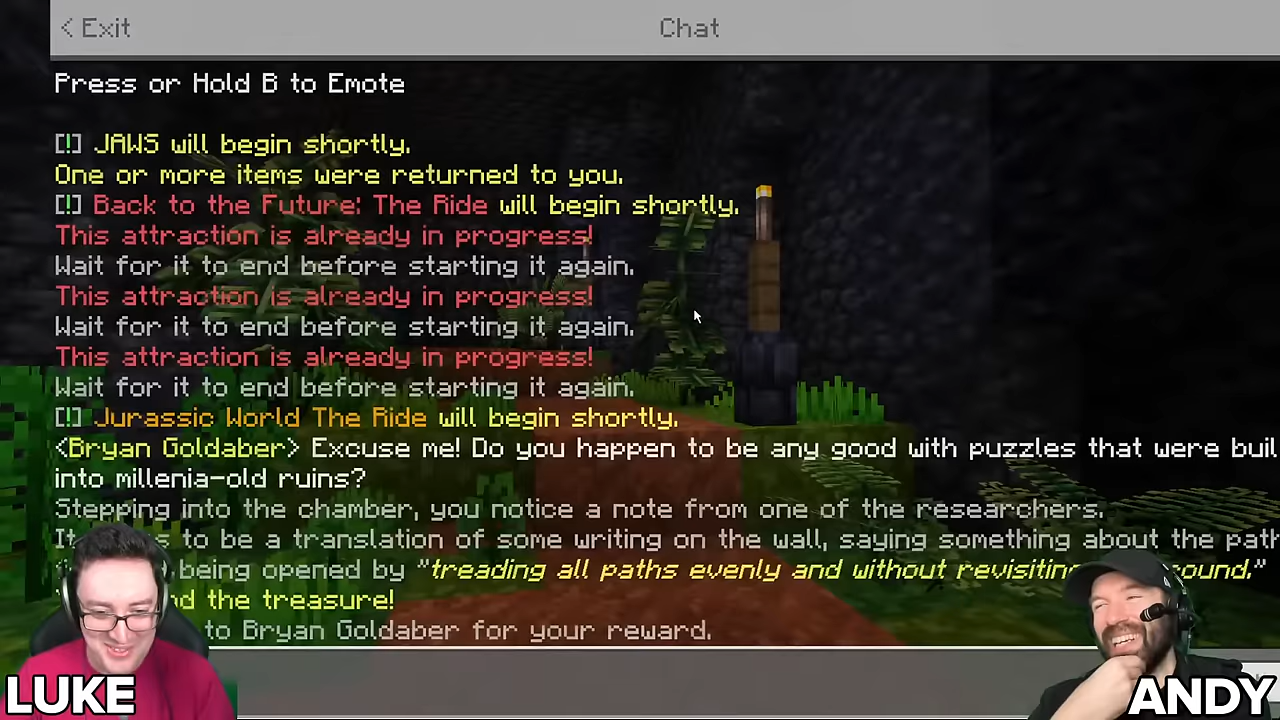 < Exit
Chat
Press or Hold B to Emote
[!] JAWS will begin shortly.
One or more items were returned to you.
[!] Back to the Future: The Ride will begin shortly.
This attraction is already in progress!
Wait for it to end before starting it again.
This attraction is already in progress!
Wait for it to end before starting it again.
This attraction is already in progress!
Wait for it to end before starting it again.
[!] Jurassic World The Ride will begin shortly.
<Bryan Goldaber> Excuse me! Do you happen to be any good with puzzles that were buil
into millenia-old ruins?
Stepping into the chamber, you notice a note from one of the researchers.
to be a translation of some writing on the wall, saying something about the path
being opened by "treading all paths evenly and without revisiting
the treasure!
to Bryan Goldaber for your reward.
LUKE
ANDY